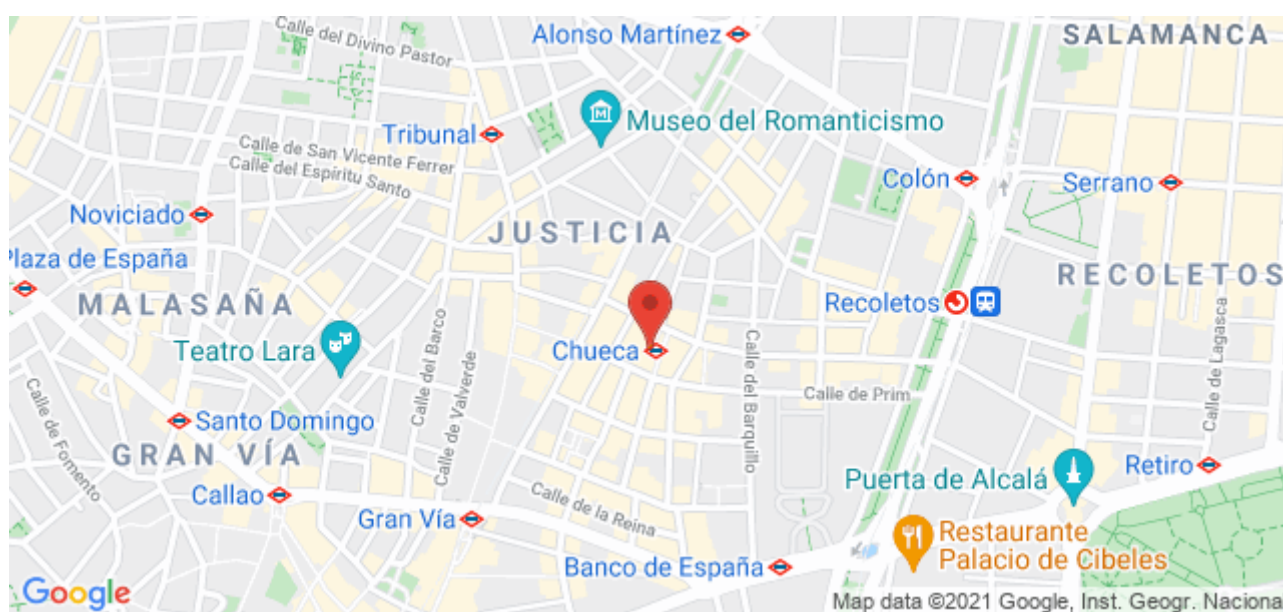 Calle del Divino Pastor
Alonso Martínez
SALAMANCA
Tribunal
Museo del Romanticismo
Calle de San Vicente Ferrer
Calle del Espíritu Santo
Colón
Serrano
Noviciado
JUSTICIA
Plaza de España
RECOLETOS
MALASAÑA
Recoletos
Teatro Lara
Chueca
Calle del Barco
Calle de Valverde
Calle del Barquillo
Calle de Lagasca
Calle de Prim
Calle de Fomento
Santo Domingo
GRAN VÍA
Retiro
Puerta de Alcalá
Callao
Gran Vía
Calle de la Reina
Restaurante
Palacio de Cibeles
Banco de España
Google
Map data ©2021 Google, Inst. Geogr. Naciona